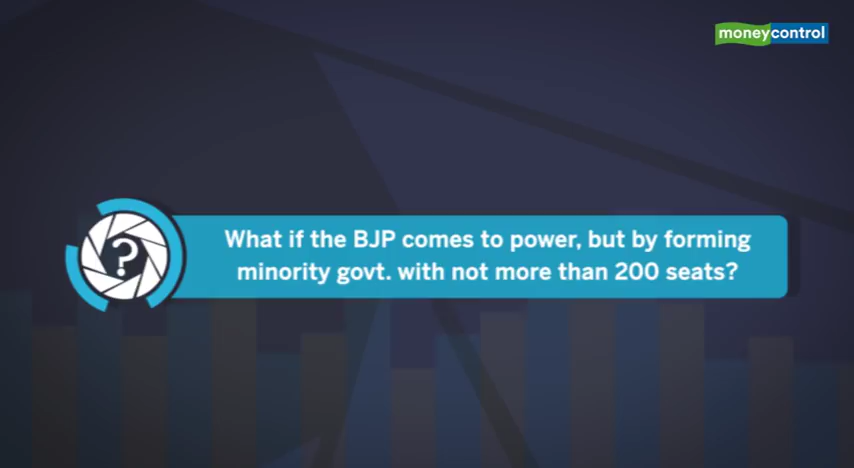 moneycontrol
?
What if the BJP comes to power, but by forming
minority govt. with not more than 200 seats?